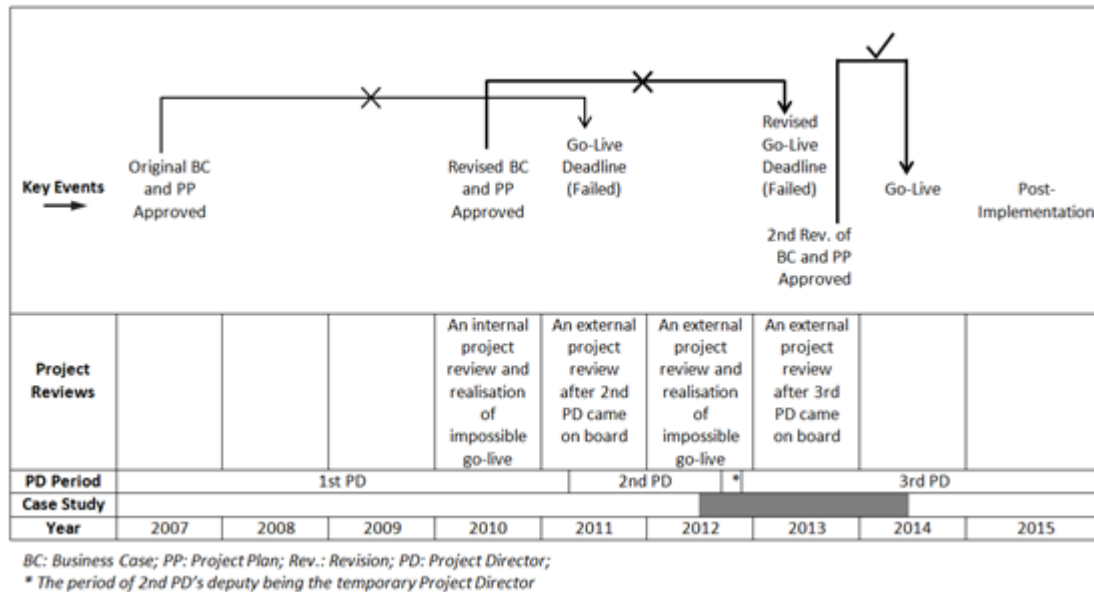 Key Events
Original BC
and PP
Approved
Revised BC
and PP
Approved
Go-Live
Deadline
(Failed)
Revised
Go-Live
Deadline
(Failed)
2nd Rev. of
BC and PP
Approved
Go-Live
Post-
Implementation
Project
Reviews
An internal
project
review and
realisation
of
impossible
go-live
An external
project
review
after 2nd
PD came
on board
An external
project
review and
realisation
of
impossible
go-live
An external
project
review
after 3rd
PD came
on board
PD Period
1st PD
2nd PD
*
3rd PD
Case Study
Year
2007
2008
2009
2010
2011
2012
2013
2014
2015
BC: Business Case; PP: Project Plan; Rev.: Revision; PD: Project Director;
* The period of 2nd PD's deputy being the temporary Project Director